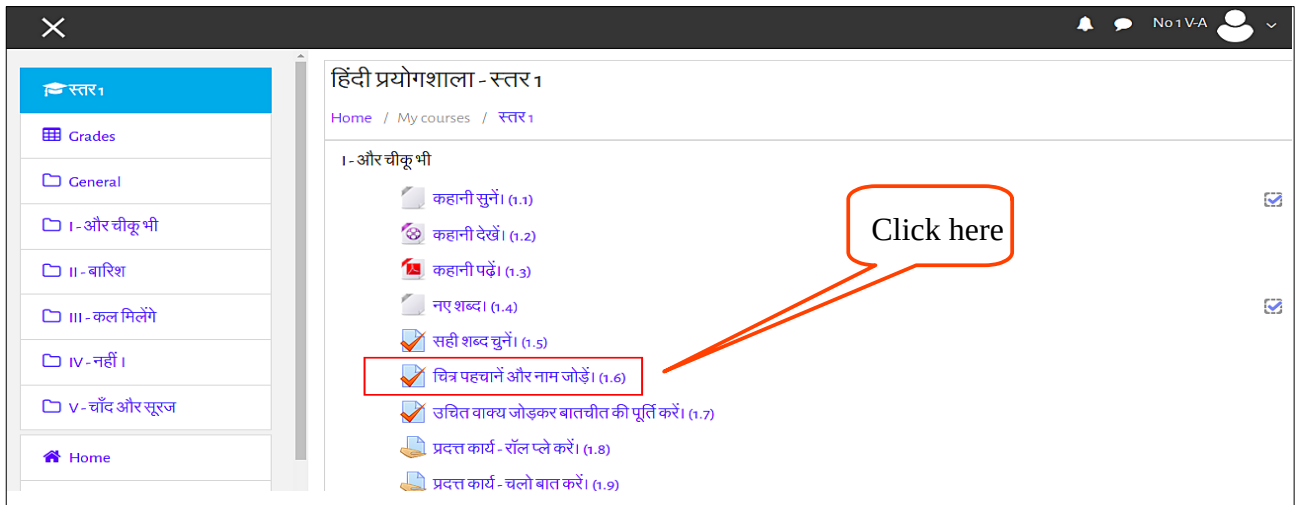 No 1 V-A
स्तर 1
Grades
General
I - और चीकू भी
II - बारिश
III - कल मिलेंगे
IV - नहीं ।
V - चाँद और सूरज
Home
हिंदी प्रयोगशाला - स्तर 1
Home / My courses / स्तर 1
I - और चीकू भी
कहानी सुनें। (1.1)
कहानी देखें। (1.2)
कहानी पढ़ें। (1.3)
नए शब्द। (1.4)
सही शब्द चुनें। (1.5)
चित्र पहचानें और नाम जोड़ें। (1.6)
उचित वाक्य जोड़कर बातचीत की पूर्ति करें। (1.7)
प्रदत्त कार्य - रॉल प्ले करें। (1.8)
प्रदत्त कार्य - चलो बात करें। (1.9)
Click here